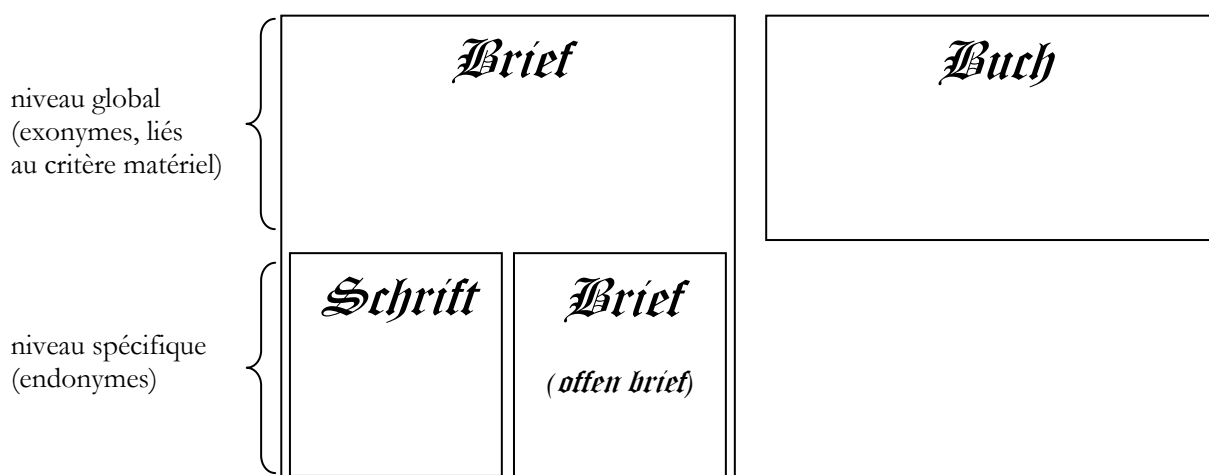 Brief
Buch
niveau global
(exonymes, liés
au critère matériel)
Schrift
Brief
(offen brief)
niveau spécifique
(endonymes)